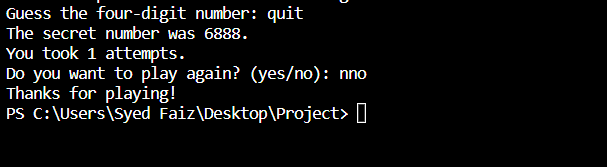 Guess the four-digit number: quit
The secret number was 6888.
You took 1 attempts.
Do you want to play again? (yes/no): nno
Thanks for playing!
PS C:\Users\Syed Faiz\Desktop\Project>